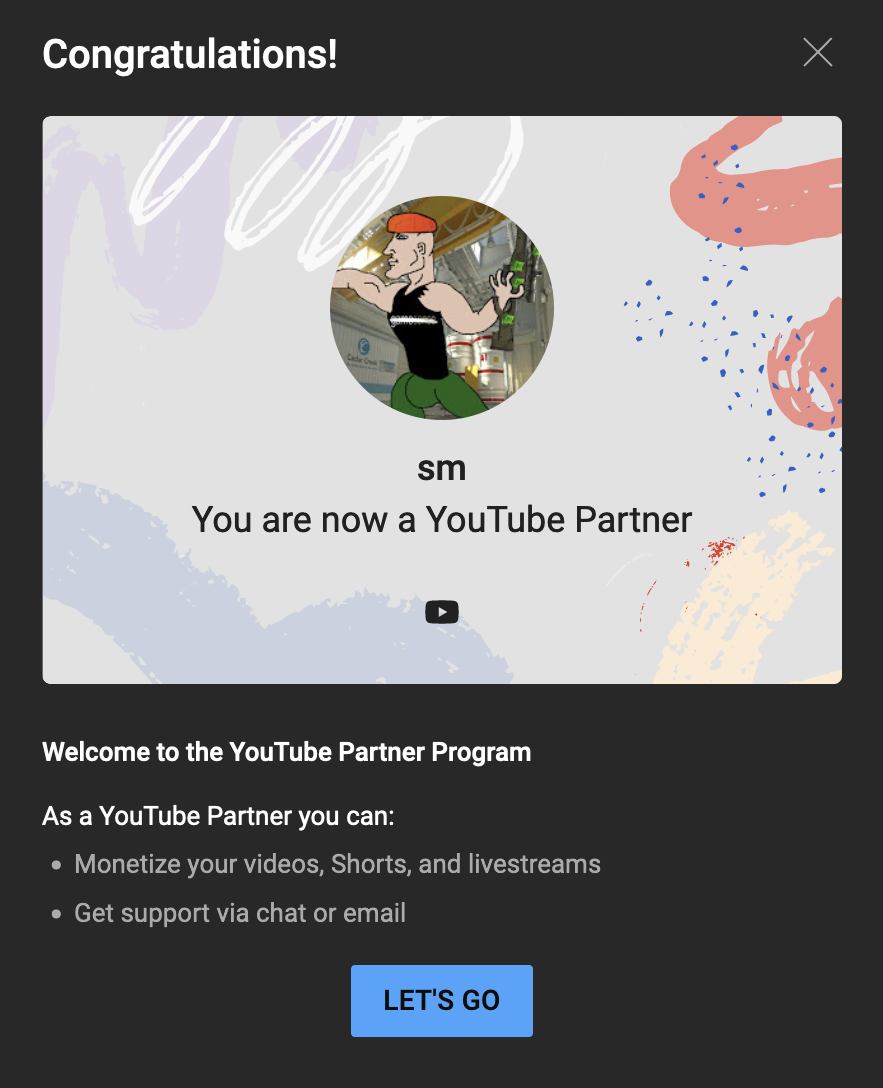 Congratulations!
sm
You are now a YouTube Partner
Welcome to the YouTube Partner Program
As a YouTube Partner you can:
• Monetize your videos, Shorts, and livestreams
• Get support via chat or email
LET'S GO